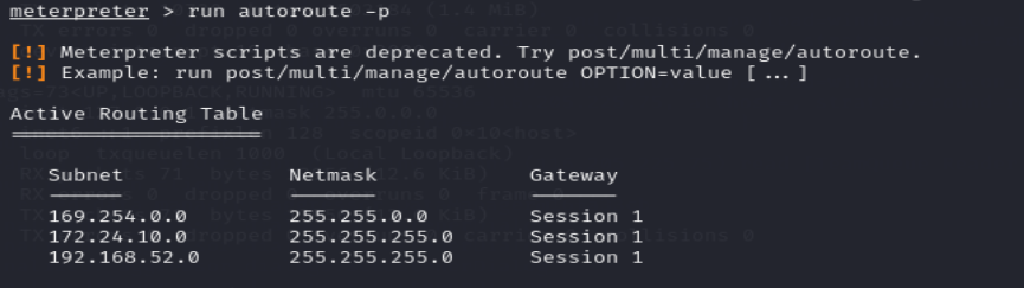 meterpreter > run autoroute -p
[!] Meterpreter scripts are deprecated. Try post/multi/manage/autoroute.
[!] Example: run post/multi/manage/autoroute OPTION=value [ ... ]
Active Routing Table
Subnet Netmask Gateway
169.254.0.0 255.255.0.0 Session 1
172.24.10.0 255.255.255.0 Session 1
192.168.52.0 255.255.255.0 Session 1